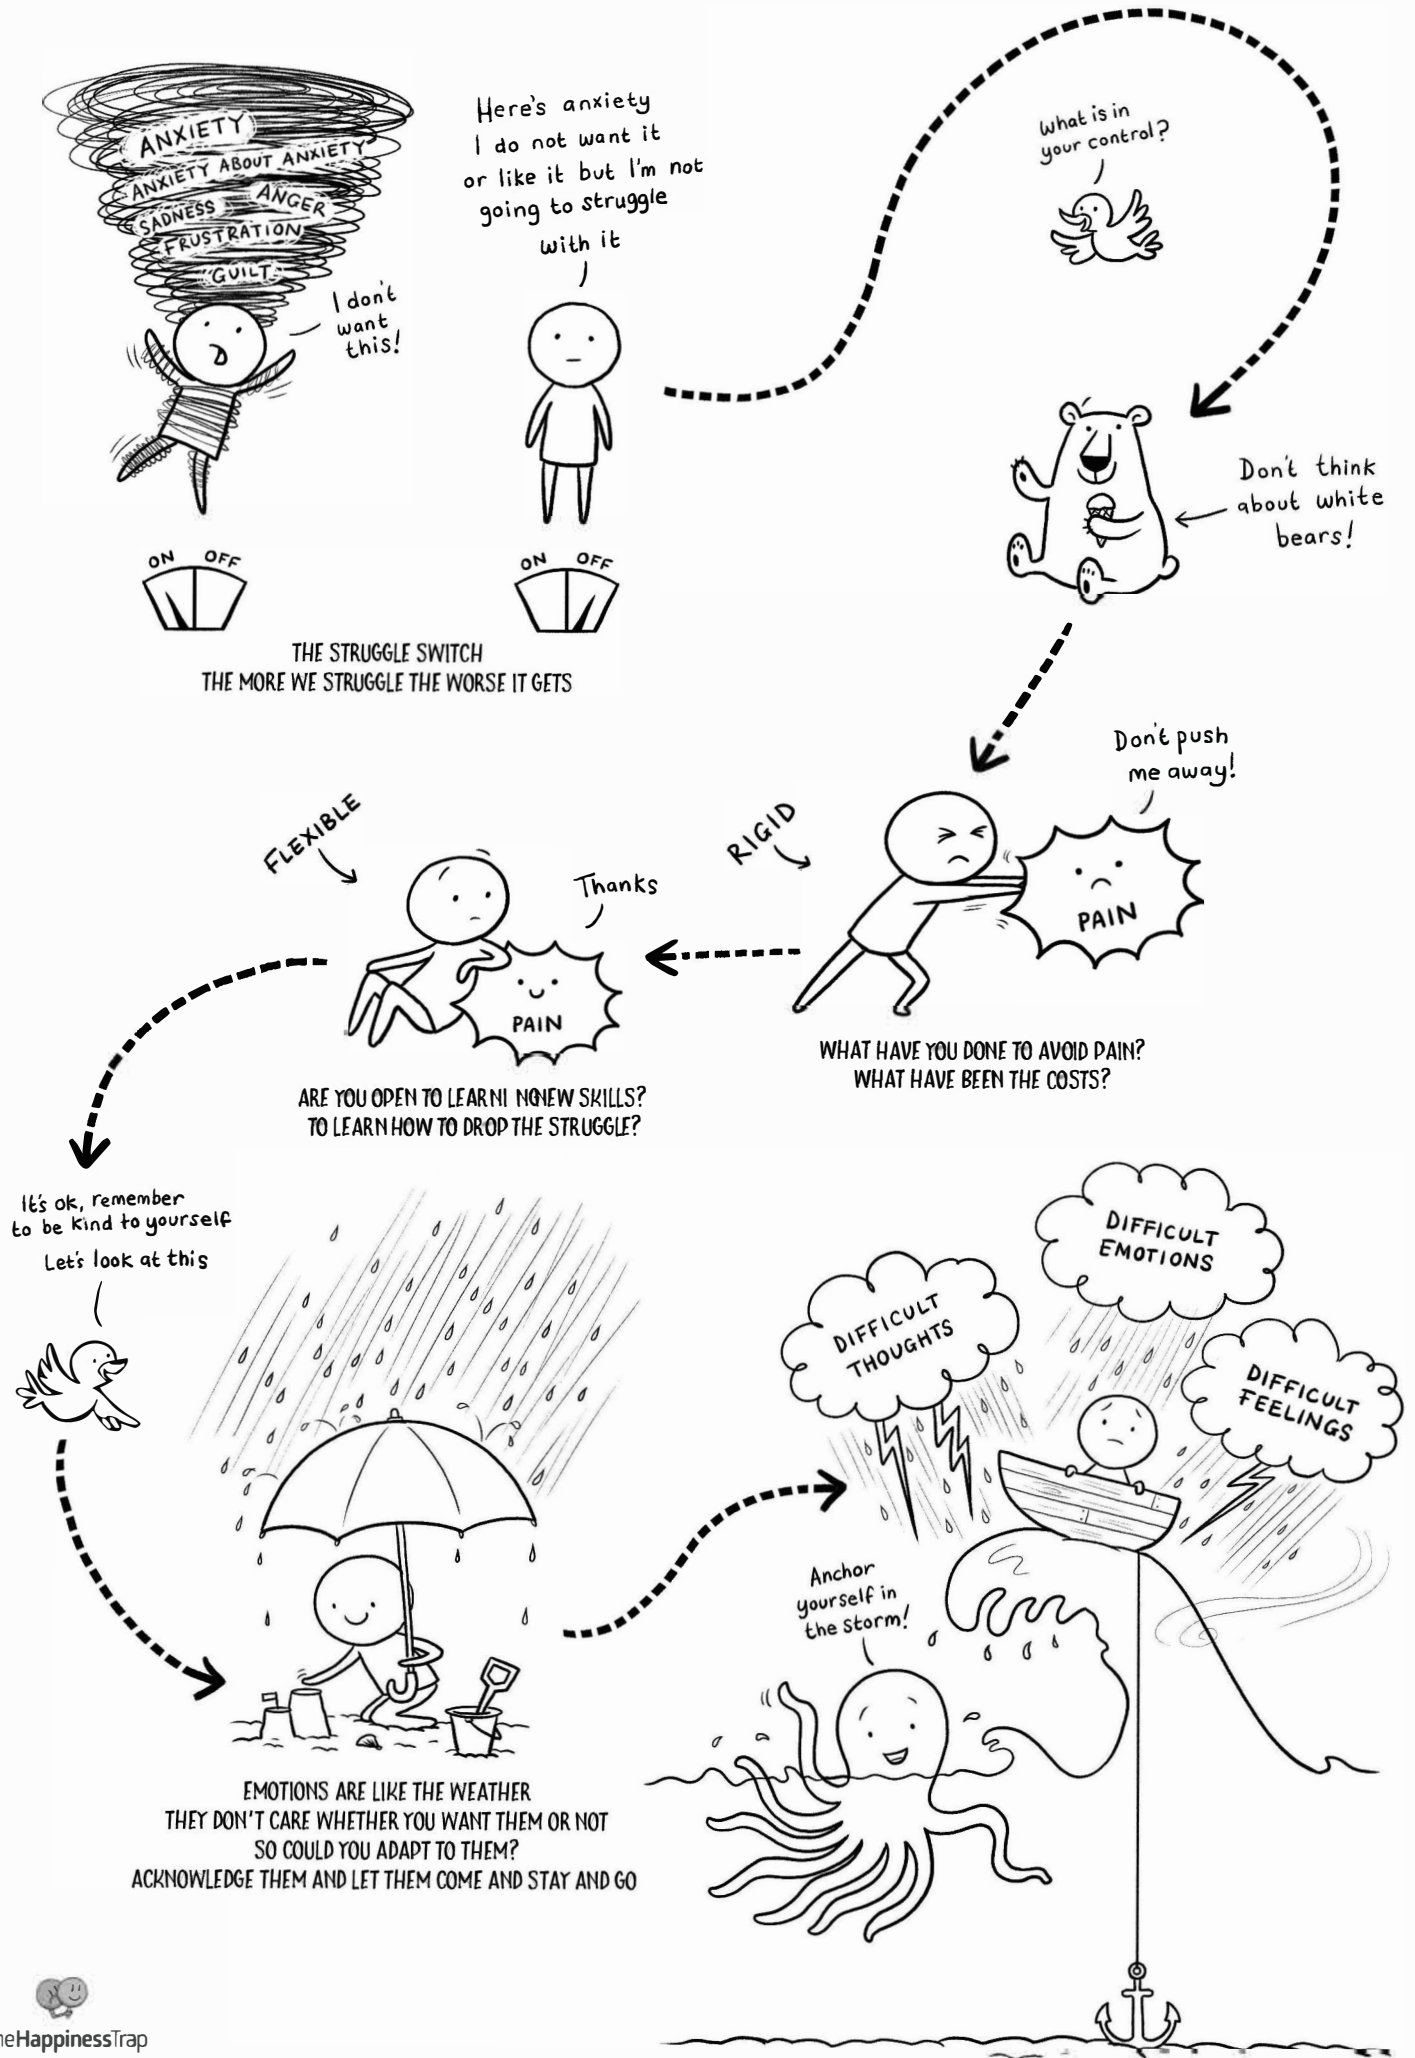 ANXIETY
ANXIETY ABOUT ANXIETY
SADNESS
ANGER
FRUSTRATION
GUILT
I don't
want
this!
Here's anxiety
I do not want it
or like it but I'm not
going to struggle
with it
ON OFF
ON OFF
THE STRUGGLE SWITCH
THE MORE WE STRUGGLE THE WORSE IT GETS
What is in
your control?
Don't think
about white
bears!
Don't push
me away!
RIGID
PAIN
WHAT HAVE YOU DONE TO AVOID PAIN?
WHAT HAVE BEEN THE COSTS?
FLEXIBLE
Thanks
PAIN
ARE YOU OPEN TO LEARNI NGNEW SKILLS?
TO LEARN HOW TO DROP THE STRUGGLE?
It's ok, remember
to be kind to yourself
Let's look at this
EMOTIONS ARE LIKE THE WEATHER
THEY DON'T CARE WHETHER YOU WANT THEM OR NOT
SO COULD YOU ADAPT TO THEM?
ACKNOWLEDGE THEM AND LET THEM COME AND STAY AND GO
DIFFICULT
EMOTIONS
DIFFICULT
THOUGHTS
DIFFICULT
FEELINGS
Anchor
yourself in
the storm!
heHappinessTrap